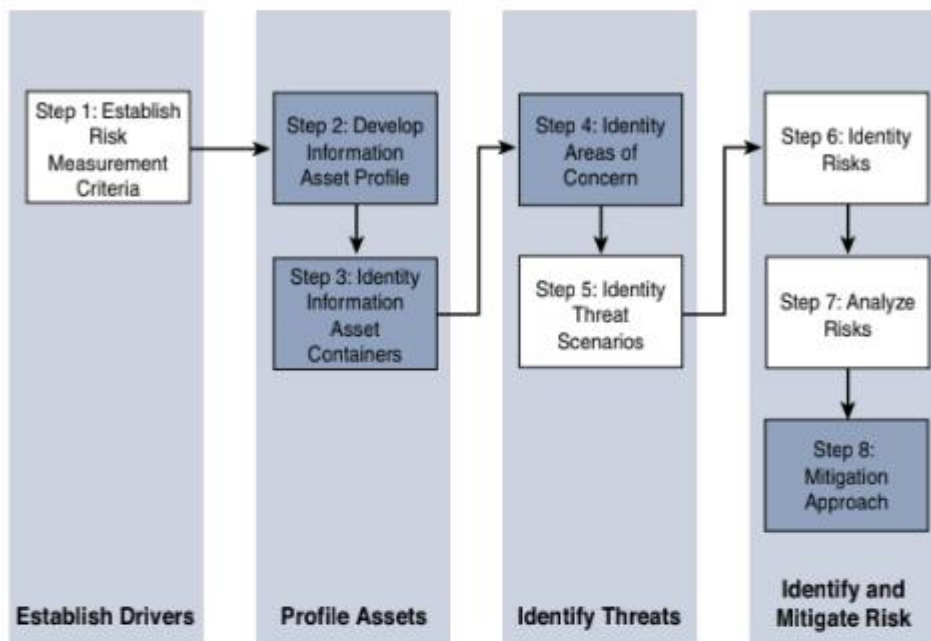 Step 1: Establish
Risk
Measurement
Criteria
Step 2: Develop
Information
Asset Profile
Step 3: Identity
Information
Asset
Containers
Step 4: Identity
Areas of
Concern
Step 5: Identity
Threat
Scenarios
Step 6: Identity
Risks
Step 7: Analyze
Risks
Step 8:
Mitigation
Approach
Establish Drivers
Profile Assets
Identify Threats
Identify and
Mitigate Risk